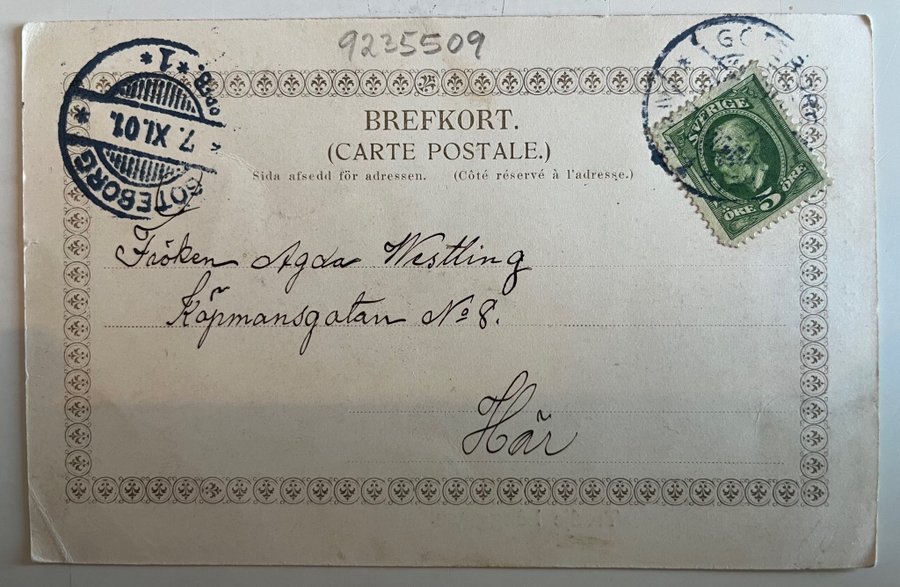 9225509
GÖTEBORG
* 1 *
7. XI. 01.
BREFKORT.
(CARTE POSTALE.)
Sida afsedd för adressen. (Côté réservé à l'adresse.)
SVERIGE
ÖRE 5 ÖRE
Fröken Agda Westling
Köpmansgatan No 8.
Här